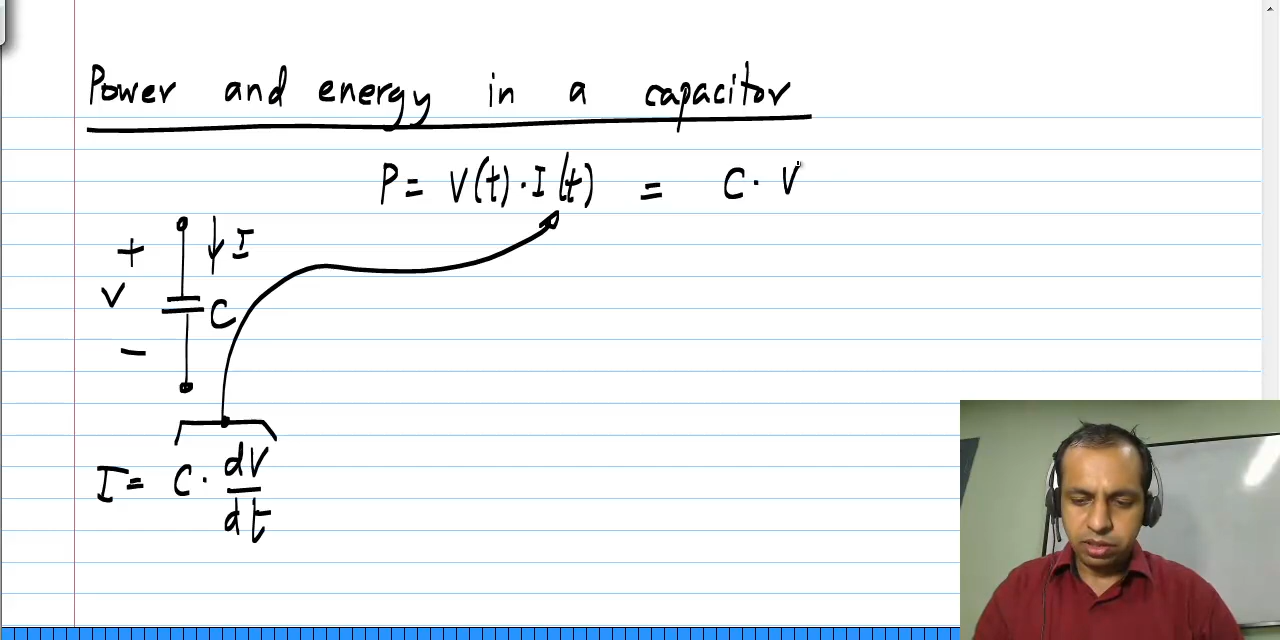 Power and energy in a capacitor
P = V(t) · I(t) = C · V
+ ↓ I
V
C
−
I = C · dV/dt